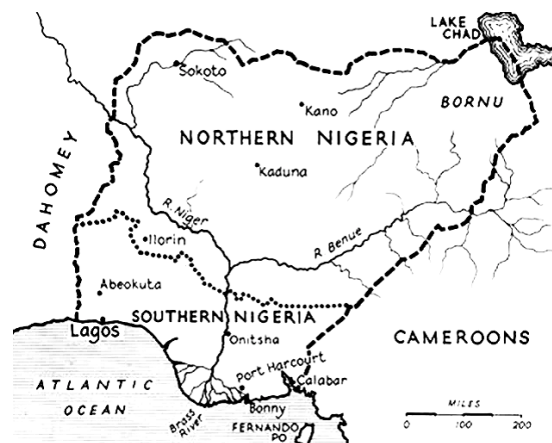 LAKE
CHAD
Sokoto
Kano
BORNU
NORTHERN NIGERIA
Kaduna
DAHOMEY
R. Niger
Ilorin
R. Benue
Abeokuta
SOUTHERN NIGERIA
Lagos
Onitsha
CAMEROONS
Port Harcourt
Calabar
ATLANTIC
OCEAN
Brass
River
Bonny
FERNANDO
PO
MILES
0 100 200